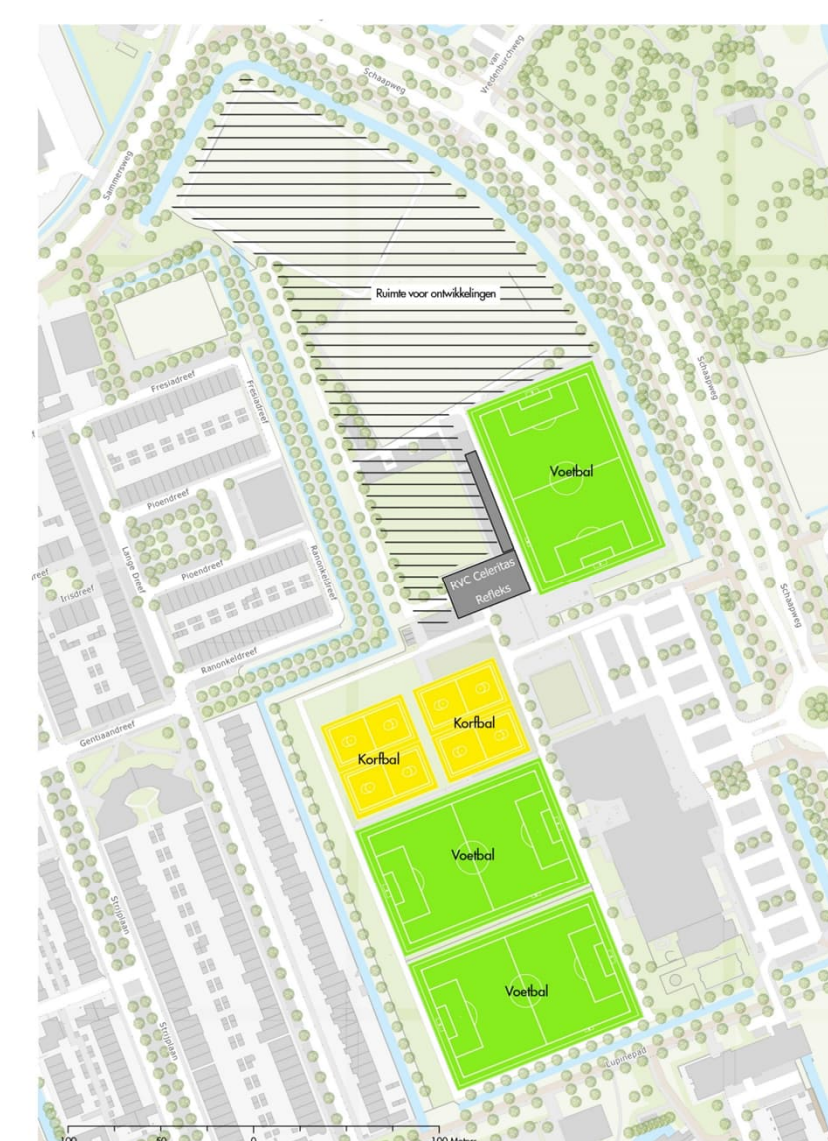 Schaapweg
van
Vredenburchweg
Sammersweg
Ruimte voor ontwikkelingen
Fresiadreef
Fresiadreef
Schaapweg
Voetbal
Pioendreef
Lange Dreef
Pioendreef
Ranonkeldreef
Irisdreef
KVC Celeritas
Refleks
Schaapweg
Ranonkeldreef
Gentiaandreef
Korfbal
Korfbal
Voetbal
Strijplaan
Voetbal
Strijplaan
Lupinepad
100 50 0 100 Meters